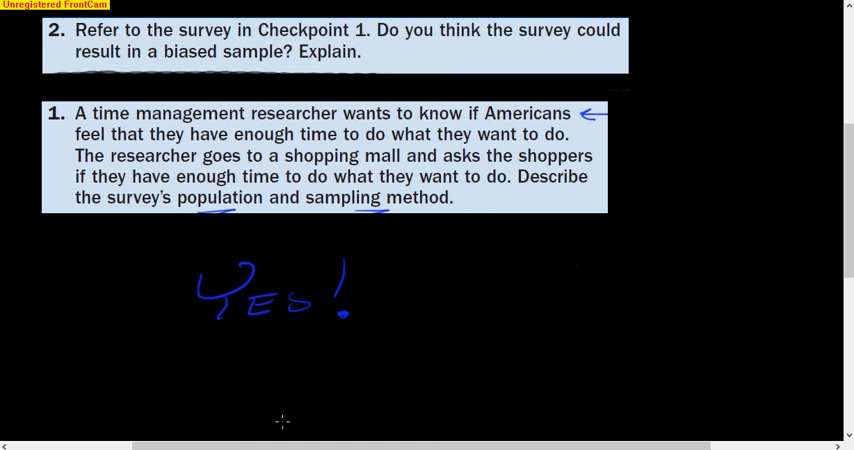 Unregistered FrontCam
2. Refer to the survey in Checkpoint 1. Do you think the survey could
result in a biased sample? Explain.
1. A time management researcher wants to know if Americans
feel that they have enough time to do what they want to do.
The researcher goes to a shopping mall and asks the shoppers
if they have enough time to do what they want to do. Describe
the survey's population and sampling method.
YES!